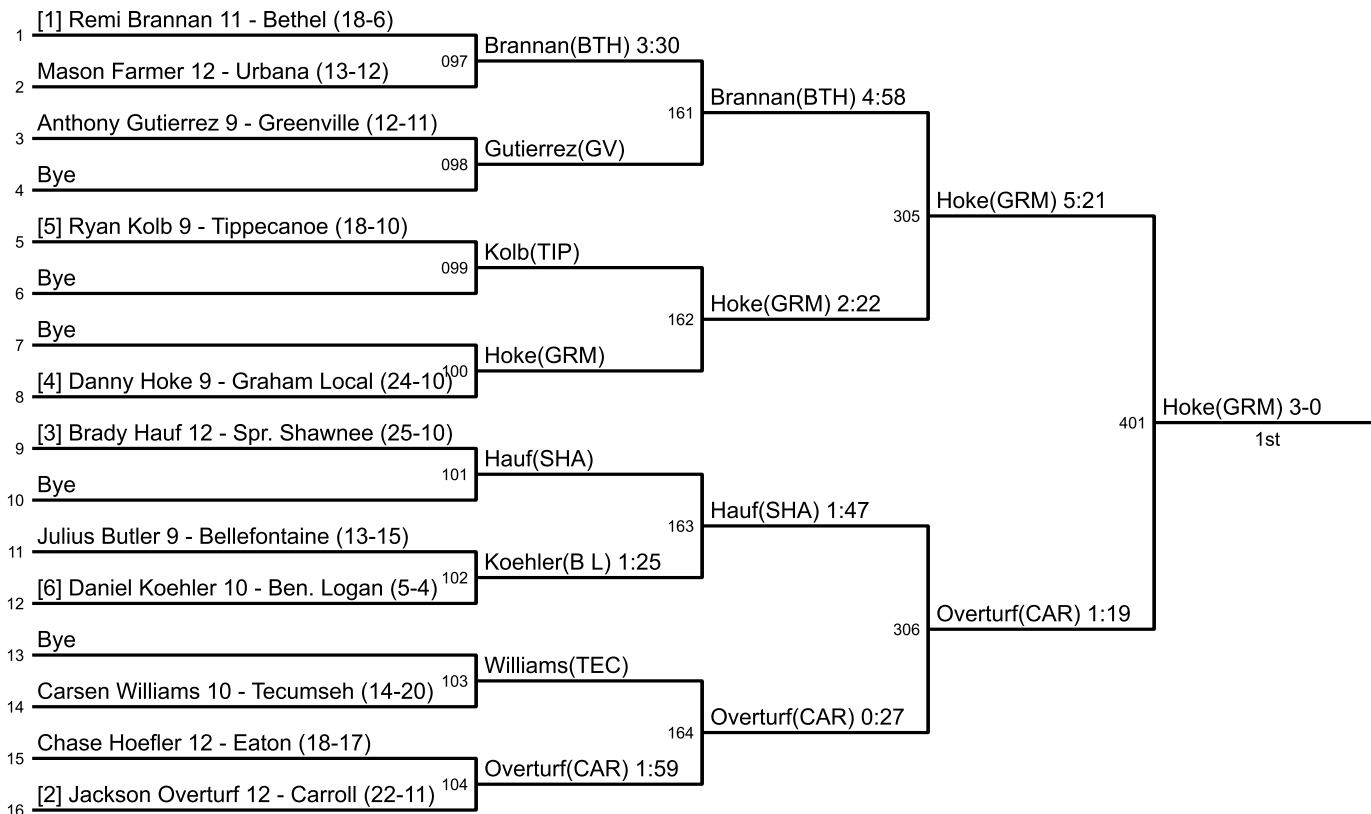 [1] Remi Brannan 11 - Bethel (18-6)
1
Mason Farmer 12 - Urbana (13-12)
2
097
Brannan(BTH) 3:30
Anthony Gutierrez 9 - Greenville (12-11)
3
Bye
4
098
Gutierrez(GV)
161
Brannan(BTH) 4:58
[5] Ryan Kolb 9 - Tippecanoe (18-10)
5
Bye
6
099
Kolb(TIP)
Bye
7
[4] Danny Hoke 9 - Graham Local (24-10)
8
100
Hoke(GRM)
162
Hoke(GRM) 2:22
305
Hoke(GRM) 5:21
[3] Brady Hauf 12 - Spr. Shawnee (25-10)
9
Bye
10
101
Hauf(SHA)
Julius Butler 9 - Bellefontaine (13-15)
11
[6] Daniel Koehler 10 - Ben. Logan (5-4)
12
102
Koehler(B L) 1:25
163
Hauf(SHA) 1:47
Bye
13
Carsen Williams 10 - Tecumseh (14-20)
14
103
Williams(TEC)
Chase Hoefler 12 - Eaton (18-17)
15
[2] Jackson Overturf 12 - Carroll (22-11)
16
104
Overturf(CAR) 1:59
164
Overturf(CAR) 0:27
306
Overturf(CAR) 1:19
401
Hoke(GRM) 3-0
1st